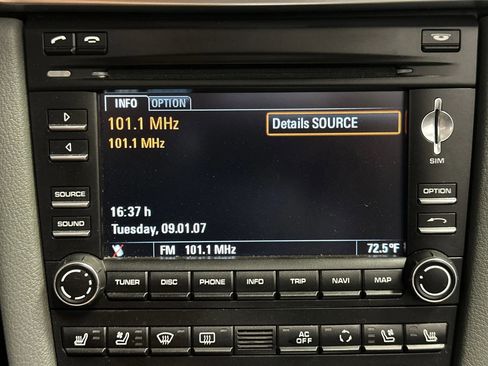 INFO OPTION
101.1 MHz
Details SOURCE
101.1 MHz
16:37 h
Tuesday, 09.01.07
FM 101.1 MHz 72.5°F
SIM
SOURCE
SOUND
OPTION
TUNER DISC PHONE INFO TRIP NAVI MAP
AC
OFF